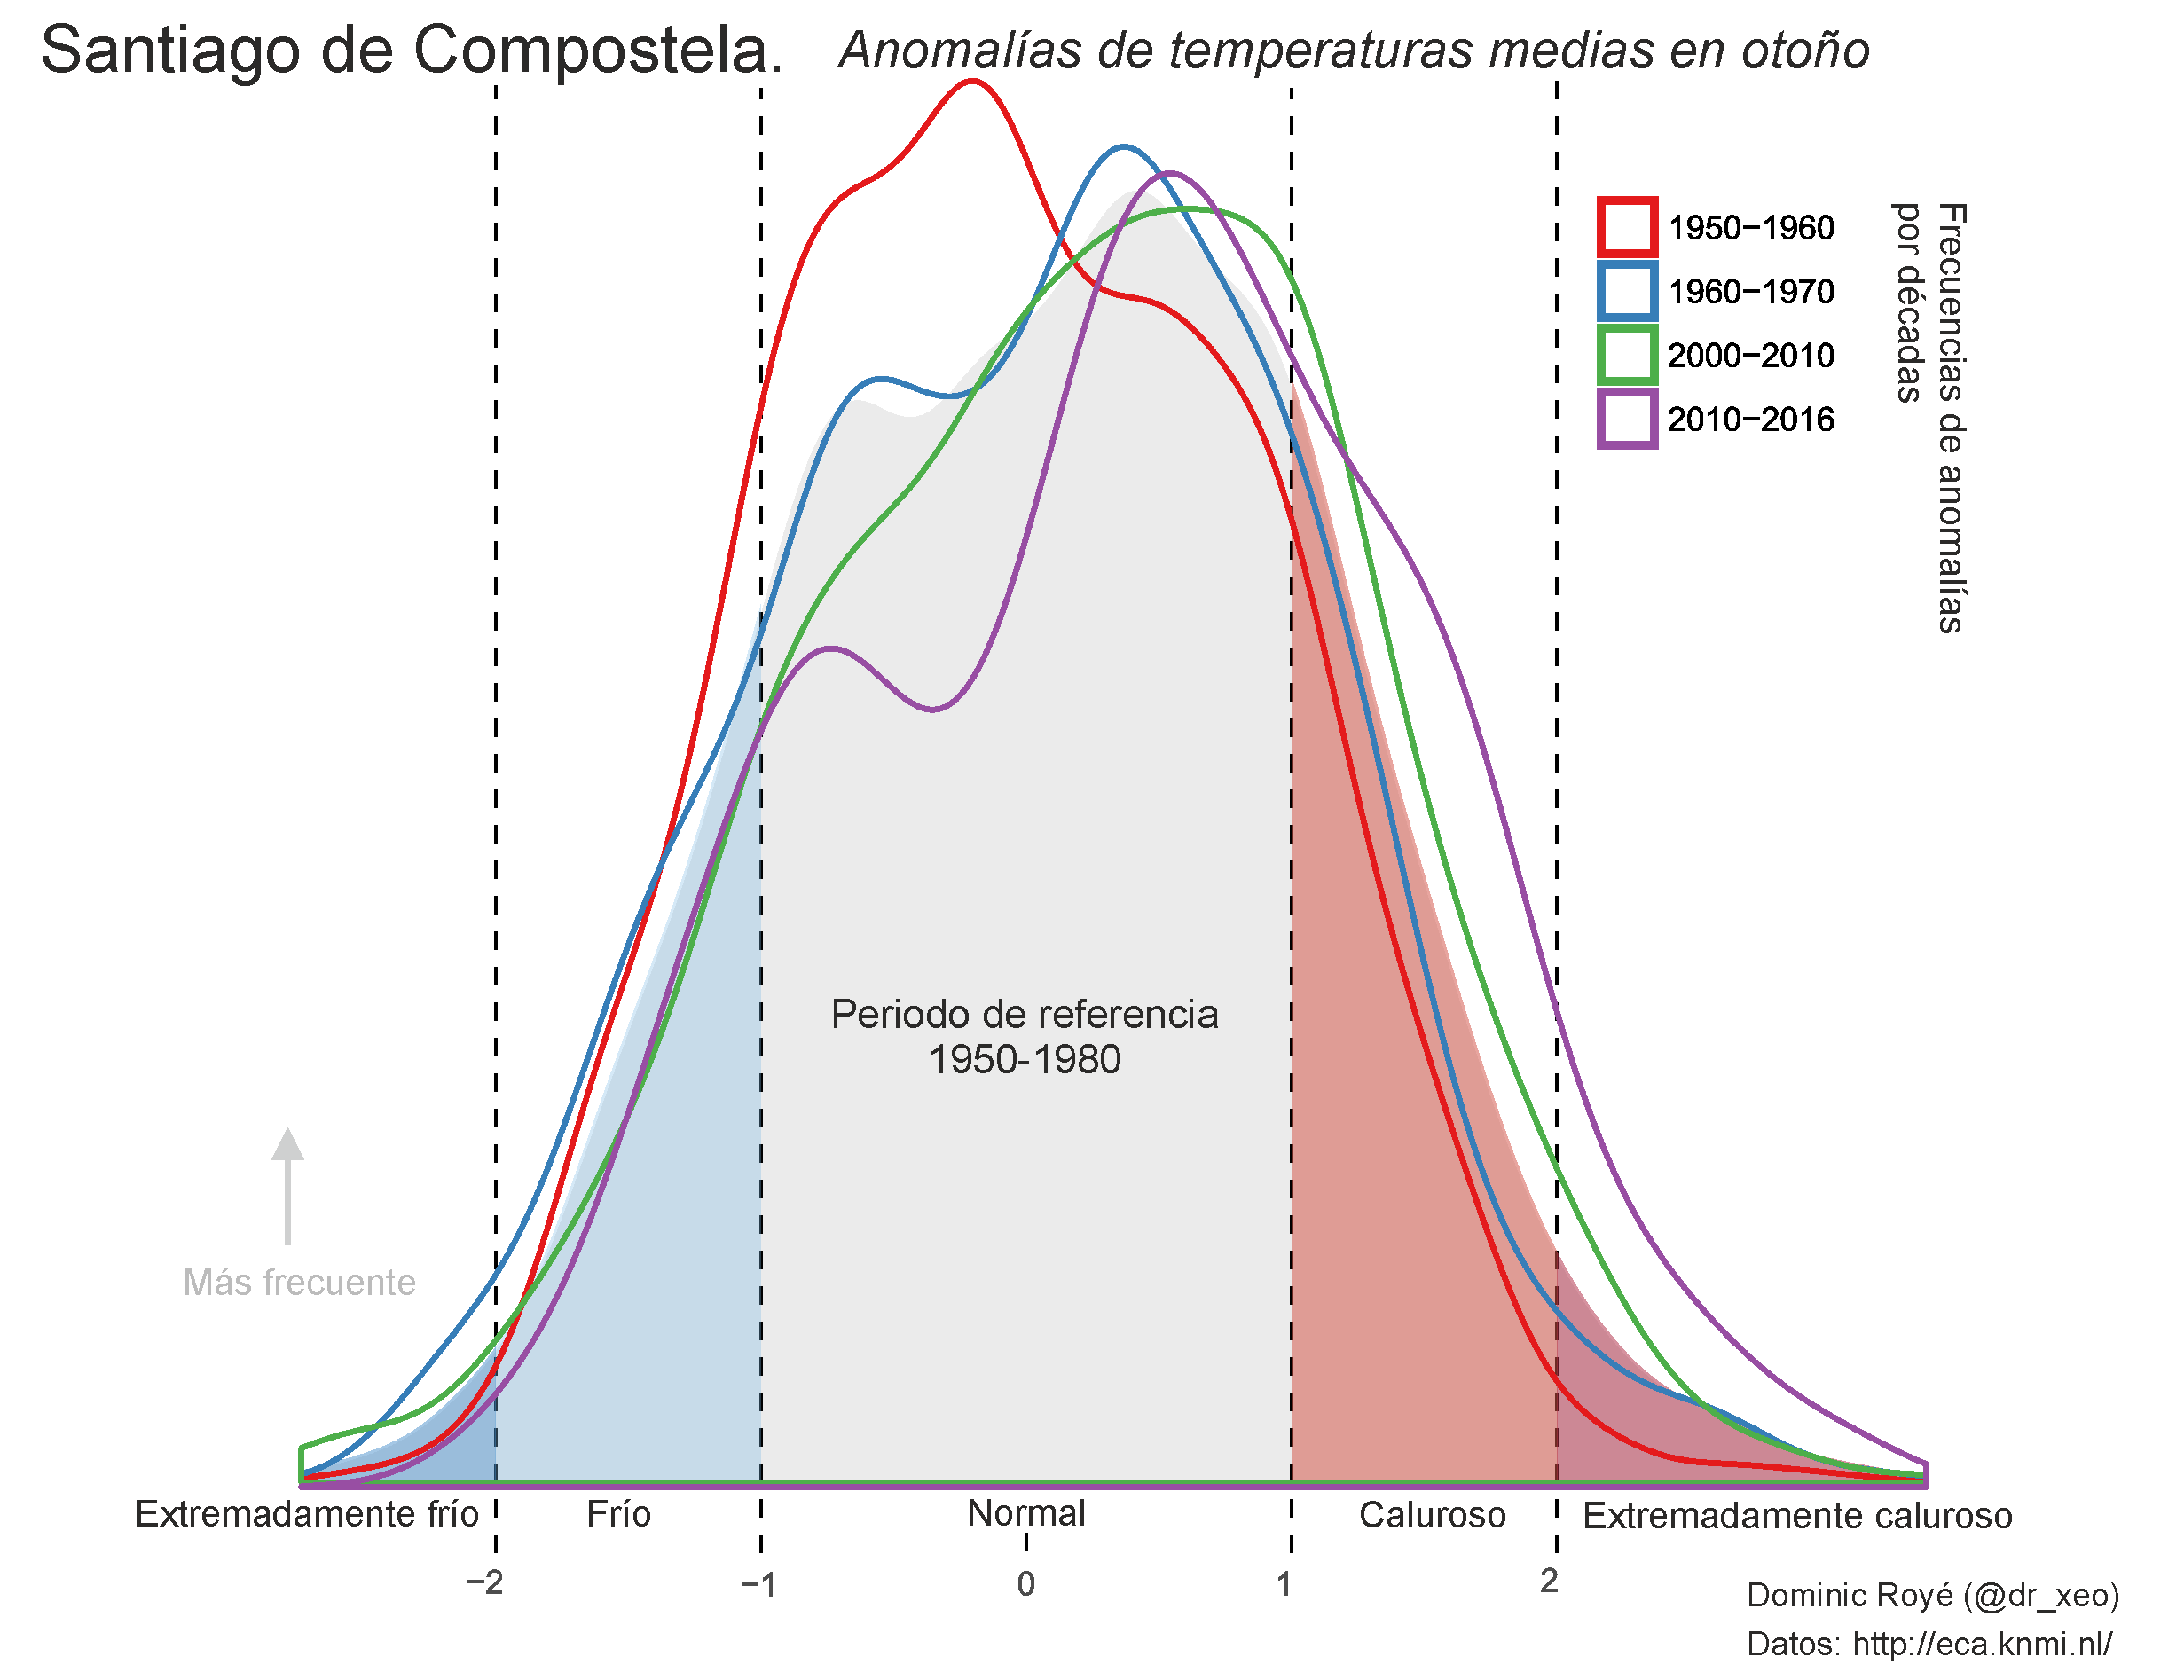 Santiago de Compostela.
Anomalías de temperaturas medias en otoño
1950−1960
1960−1970
2000−2010
2010−2016
Frecuencias de anomalías
por décadas
Periodo de referencia
1950-1980
Más frecuente
Extremadamente frío
Frío
Normal
Caluroso
Extremadamente caluroso
−2
−1
0
1
2
Dominic Royé (@dr_xeo)
Datos: http://eca.knmi.nl/